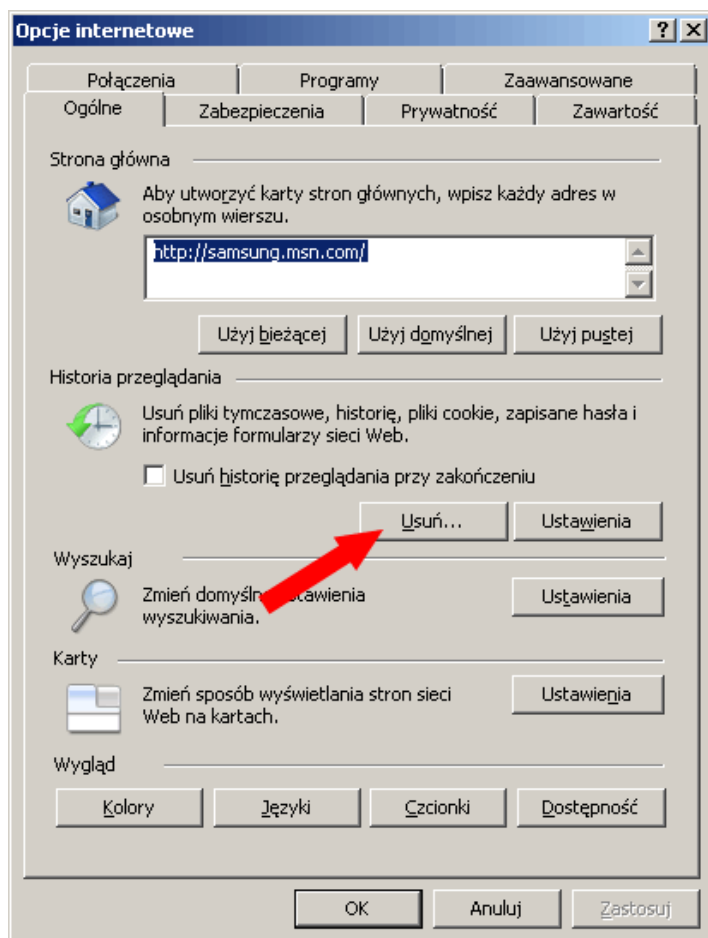 Opcje internetowe
Połączenia Programy Zaawansowane
Ogólne Zabezpieczenia Prywatność Zawartość
Strona główna
Aby utworzyć karty stron głównych, wpisz każdy adres w
osobnym wierszu.
http://samsung.msn.com/
Użyj bieżącej Użyj domyślnej Użyj pustej
Historia przeglądania
Usuń pliki tymczasowe, historię, pliki cookie, zapisane hasła i
informacje formularzy sieci Web.
Usuń historię przeglądania przy zakończeniu
Usuń... Ustawienia
Wyszukaj
Zmień
wyszukiwania.
Ustawienia
Karty
Zmień sposób wyświetlania stron sieci
Web na kartach.
Ustawienia
Wygląd
Kolory Języki Czcionki Dostępność
OK Anuluj Zastosuj